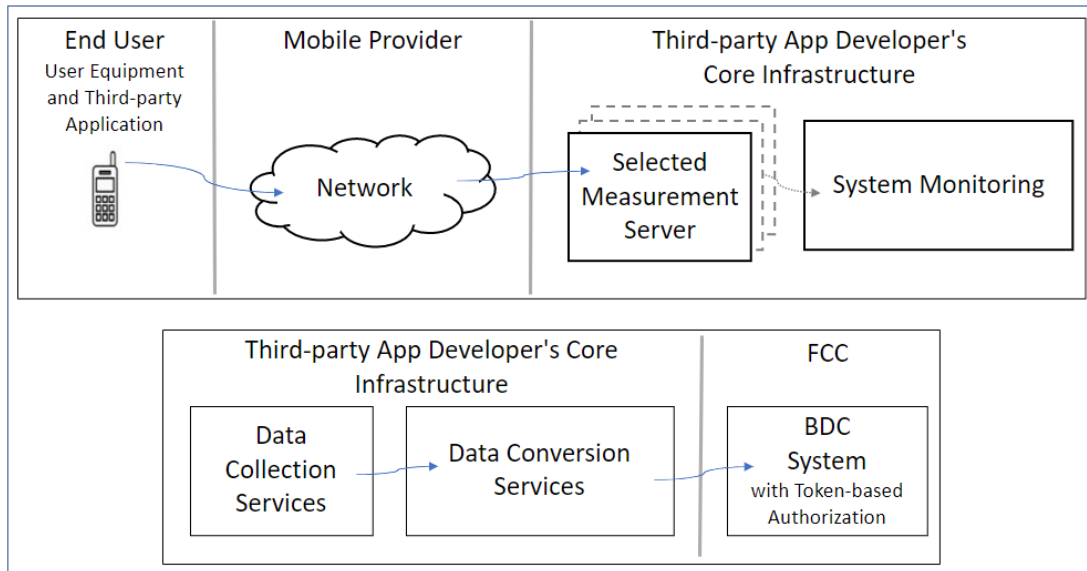 End User
User Equipment
and Third-party
Application
Mobile Provider
Network
Third-party App Developer's
Core Infrastructure
Selected
Measurement
Server
System Monitoring
Third-party App Developer's Core
Infrastructure
Data
Collection
Services
Data Conversion
Services
FCC
BDC
System
with Token-based
Authorization